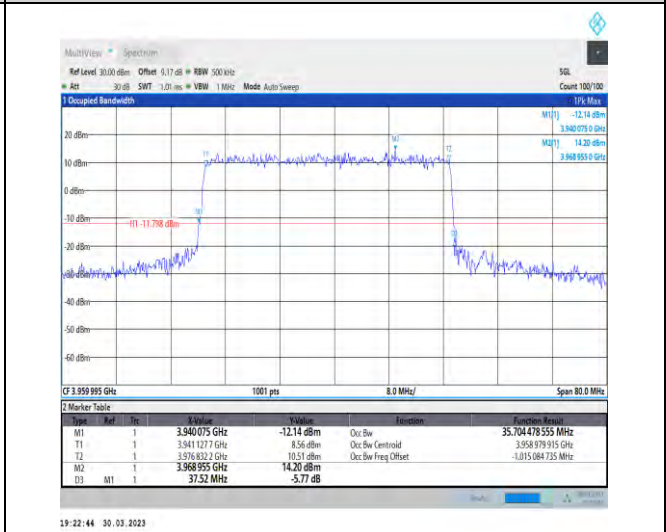 MultiView Spectrum
Ref Level 30.00 dBm Offset 9.17 dB RBW 500 kHz SGL
Att 30 dB SWT 1.01 ms VBW 1 MHz Mode Auto Sweep Count 100/100
1 Occupied Bandwidth 1Pk Max
M1[1] -12.14 dBm
3.940 075 0 GHz
M2[1] 14.20 dBm
3.968 955 0 GHz
20 dBm
M2
T1
T2
10 dBm
0 dBm
M1
-10 dBm
H1 -11.798 dBm
D3
-20 dBm
-30 dBm
-40 dBm
-50 dBm
-60 dBm
CF 3.959 995 GHz 1001 pts 8.0 MHz/ Span 80.0 MHz
2 Marker Table
Type Ref Trc X-Value Y-Value Function Function Result
M1 1 3.940 075 GHz -12.14 dBm Occ Bw 35.704 478 555 MHz
T1 1 3.941 127 7 GHz 8.56 dBm Occ Bw Centroid 3.958 979 915 GHz
T2 1 3.976 832 2 GHz 10.51 dBm Occ Bw Freq Offset -1.015 084 735 MHz
M2 1 3.968 955 GHz 14.20 dBm
D3 M1 1 37.52 MHz -5.77 dB
19:22:44 30.03.2023